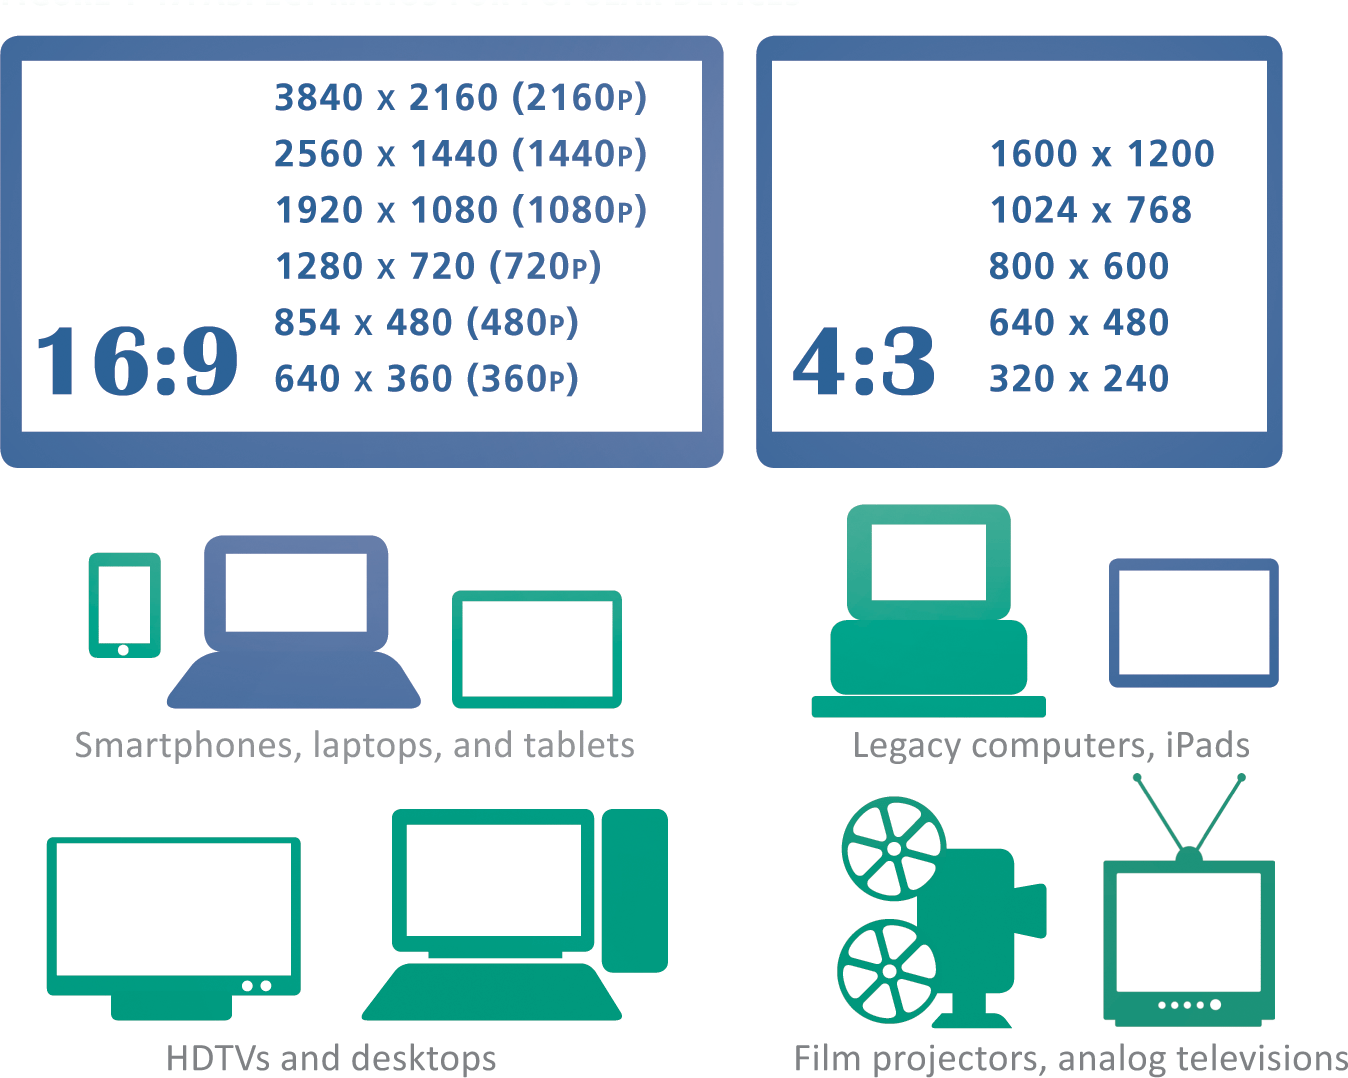 3840 x 2160 (2160P)
2560 x 1440 (1440P)
1920 x 1080 (1080P)
1280 x 720 (720P)
854 x 480 (480P)
640 x 360 (360P)
16:9
1600 x 1200
1024 x 768
800 x 600
640 x 480
320 x 240
4:3
Smartphones, laptops, and tablets
Legacy computers, iPads
HDTVs and desktops
Film projectors, analog televisions